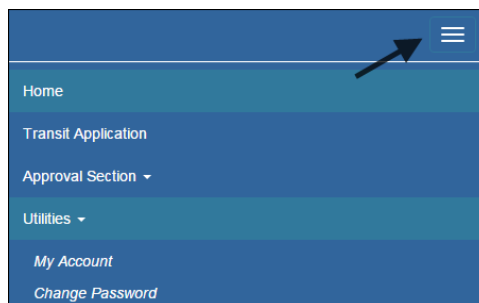 Home
Transit Application
Approval Section
Utilities
My Account
Change Password